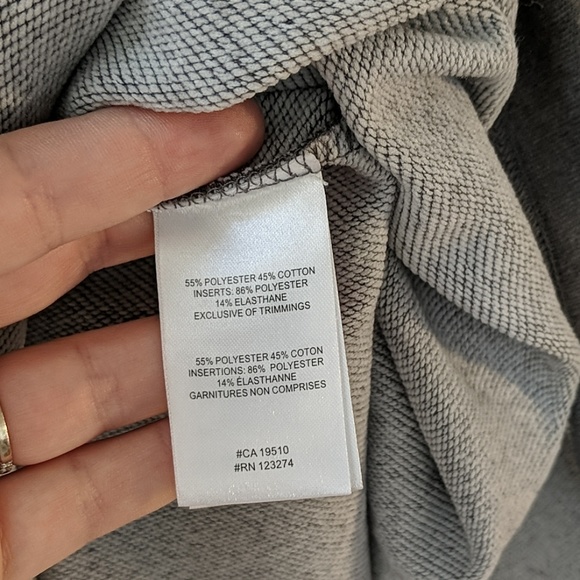 55% POLYESTER 45% COTTON
INSERTS: 86% POLYESTER
14% ELASTHANE
EXCLUSIVE OF TRIMMINGS
55% POLYESTER 45% COTON
INSERTIONS: 86% POLYESTER
14% ÉLASTHANNE
GARNITURES NON COMPRISES
#CA 19510
#RN 123274